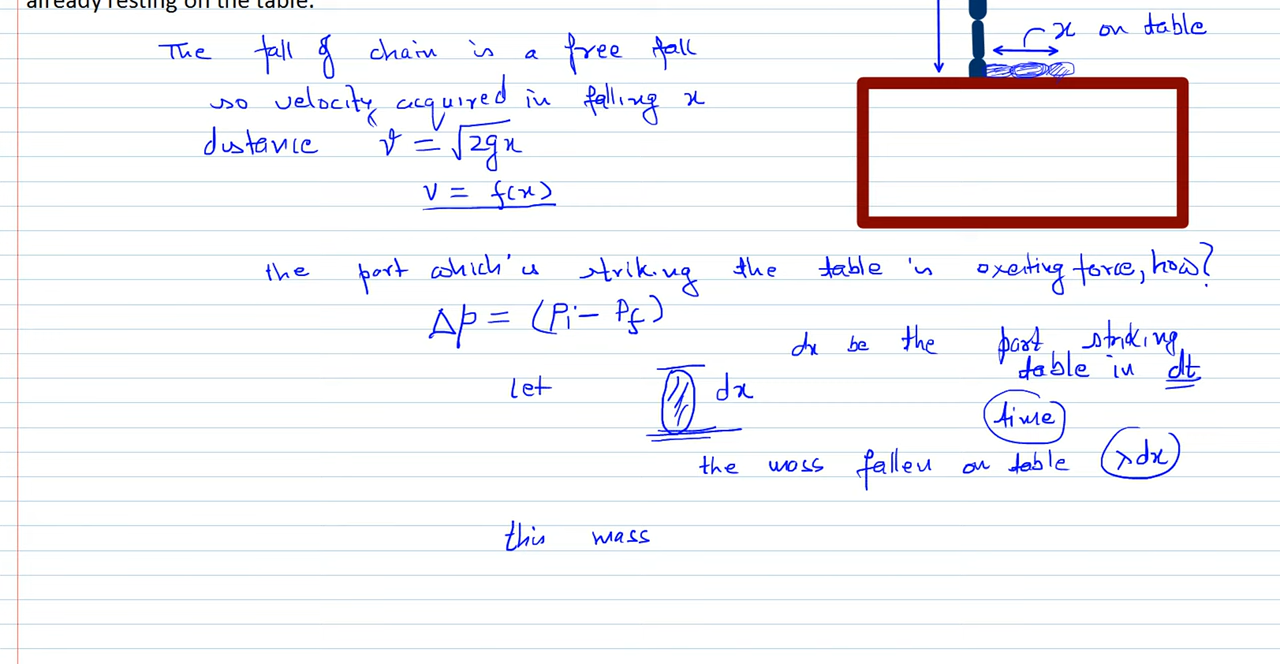 already resting on the table.
x on table
The fall of chain is a free fall
so velocity acquired in falling x
distance v = √2gx
v = f(x)
the part which is striking the table is exerting force, how?
Δp = (Pi - Pf)
dx be the part striking
table in dt
time
Let dx
the mass fallen on table λdx
this mass